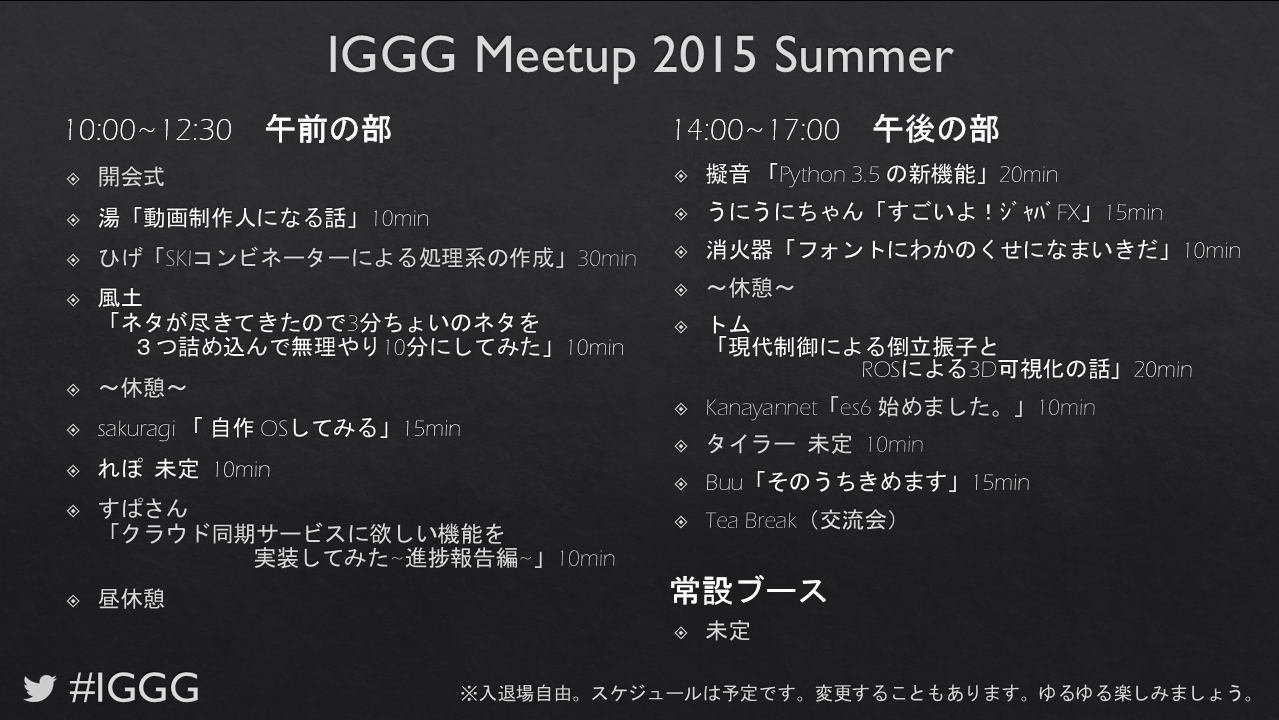 IGGG Meetup 2015 Summer
10:00~12:30 午前の部
開会式
湯「動画制作人になる話」10min
ひげ「SKIコンビネーターによる処理系の作成」30min
風土
「ネタが尽きてきたので3分ちょいのネタを
３つ詰め込んで無理やり10分にしてみた」10min
～休憩～
sakuragi 「 自作 OSしてみる」15min
れぽ 未定 10min
すぱさん
「クラウド同期サービスに欲しい機能を
実装してみた~進捗報告編~」10min
昼休憩
14:00~17:00 午後の部
擬音 「Python 3.5 の新機能」20min
うにうにちゃん「すごいよ！ｼﾞｬﾊﾞFX」15min
消火器「フォントにわかのくせになまいきだ」10min
～休憩～
トム
「現代制御による倒立振子と
ROSによる3D可視化の話」20min
Kanayannet「es6 始めました。」10min
タイラー 未定 10min
Buu「そのうちきめます」15min
Tea Break（交流会）
常設ブース
未定
#IGGG
※入退場自由。スケジュールは予定です。変更することもあります。ゆるゆる楽しみましょう。